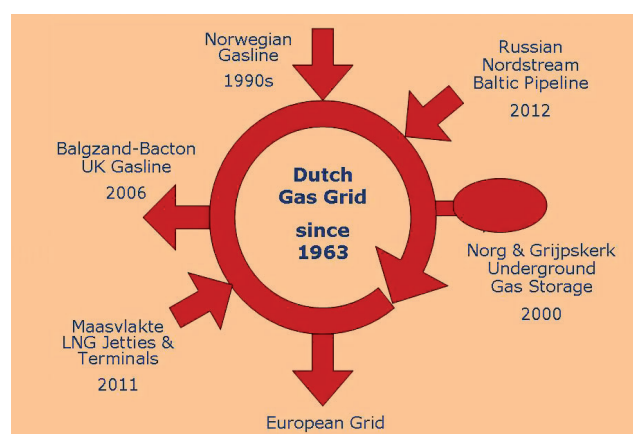 Norwegian
Gasline
1990s
Russian
Nordstream
Baltic Pipeline
2012
Balgzand-Bacton
UK Gasline
2006
Dutch
Gas Grid
since
1963
Norg & Grijpskerk
Underground
Gas Storage
2000
Maasvlakte
LNG Jetties &
Terminals
2011
European Grid